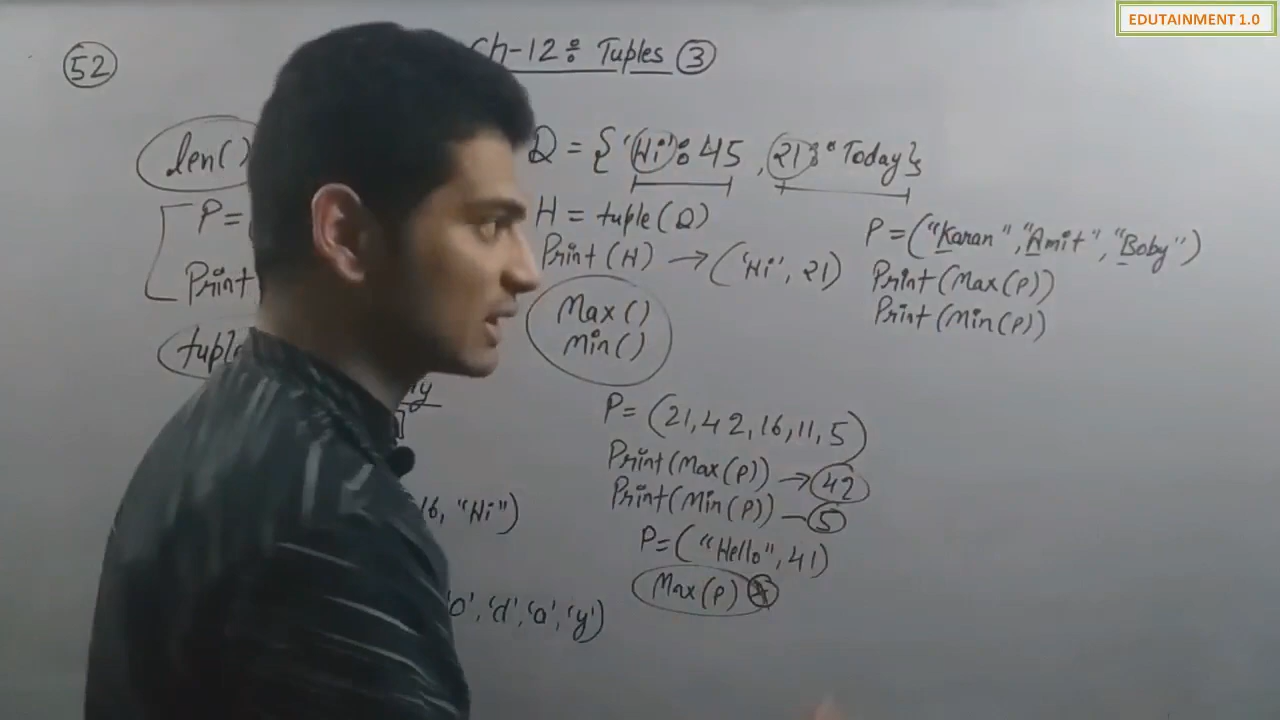 EDUTAINMENT 1.0
52
Ch-12: Tuples 3
len()
P=
Print
tuple
16, "Hi")
'o', 'd', 'a', 'y')
D = {'Hi': 45, 21: "Today}
H = tuple(D)
Print(H) → ('Hi', 21)
Max()
Min()
P= (21, 42, 16, 11, 5)
Print(Max(P)) → 42
Print(Min(P)) – 5
P= ("Hello", 41)
Max(P)
P = ("Karan", "Amit", "Boby")
Print(Max(P))
Print(Min(P))